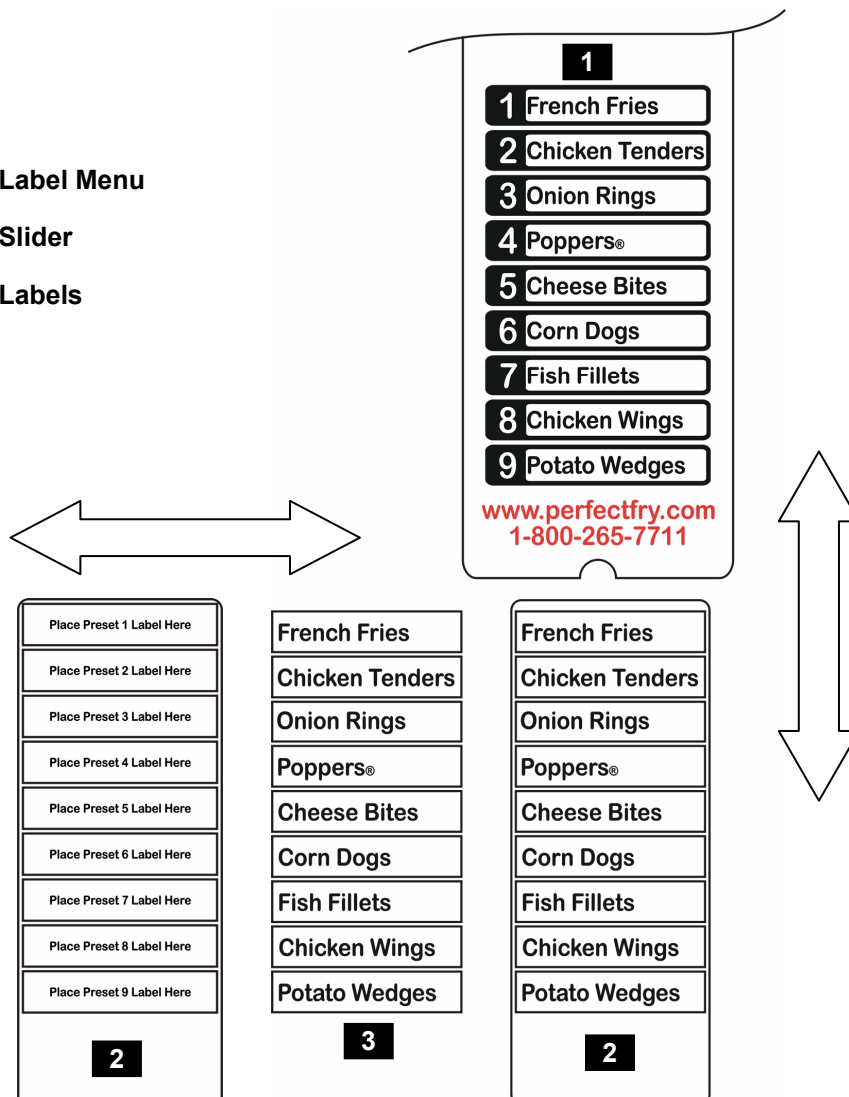 Label Menu
Slider
Labels
1
1 French Fries
2 Chicken Tenders
3 Onion Rings
4 Poppers®
5 Cheese Bites
6 Corn Dogs
7 Fish Fillets
8 Chicken Wings
9 Potato Wedges
www.perfectfry.com
1-800-265-7711
Place Preset 1 Label Here
Place Preset 2 Label Here
Place Preset 3 Label Here
Place Preset 4 Label Here
Place Preset 5 Label Here
Place Preset 6 Label Here
Place Preset 7 Label Here
Place Preset 8 Label Here
Place Preset 9 Label Here
2
French Fries
Chicken Tenders
Onion Rings
Poppers®
Cheese Bites
Corn Dogs
Fish Fillets
Chicken Wings
Potato Wedges
3
French Fries
Chicken Tenders
Onion Rings
Poppers®
Cheese Bites
Corn Dogs
Fish Fillets
Chicken Wings
Potato Wedges
2